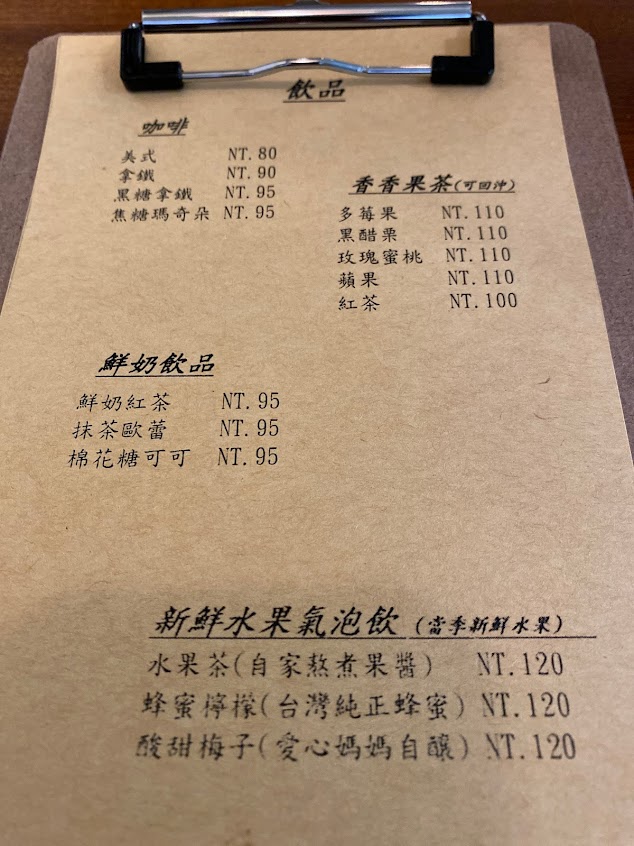 飲品
咖啡
美式 NT.80
拿鐵 NT.90
黑糖拿鐵 NT.95
焦糖瑪奇朵 NT.95
香香果茶(可回沖)
多莓果 NT.110
黑醋栗 NT.110
玫瑰蜜桃 NT.110
蘋果 NT.110
紅茶 NT.100
鮮奶飲品
鮮奶紅茶 NT.95
抹茶歐蕾 NT.95
棉花糖可可 NT.95
新鮮水果氣泡飲(當季新鮮水果)
水果茶(自家熬煮果醬) NT.120
蜂蜜檸檬(台灣純正蜂蜜) NT.120
酸甜梅子(愛心媽媽自釀) NT.120